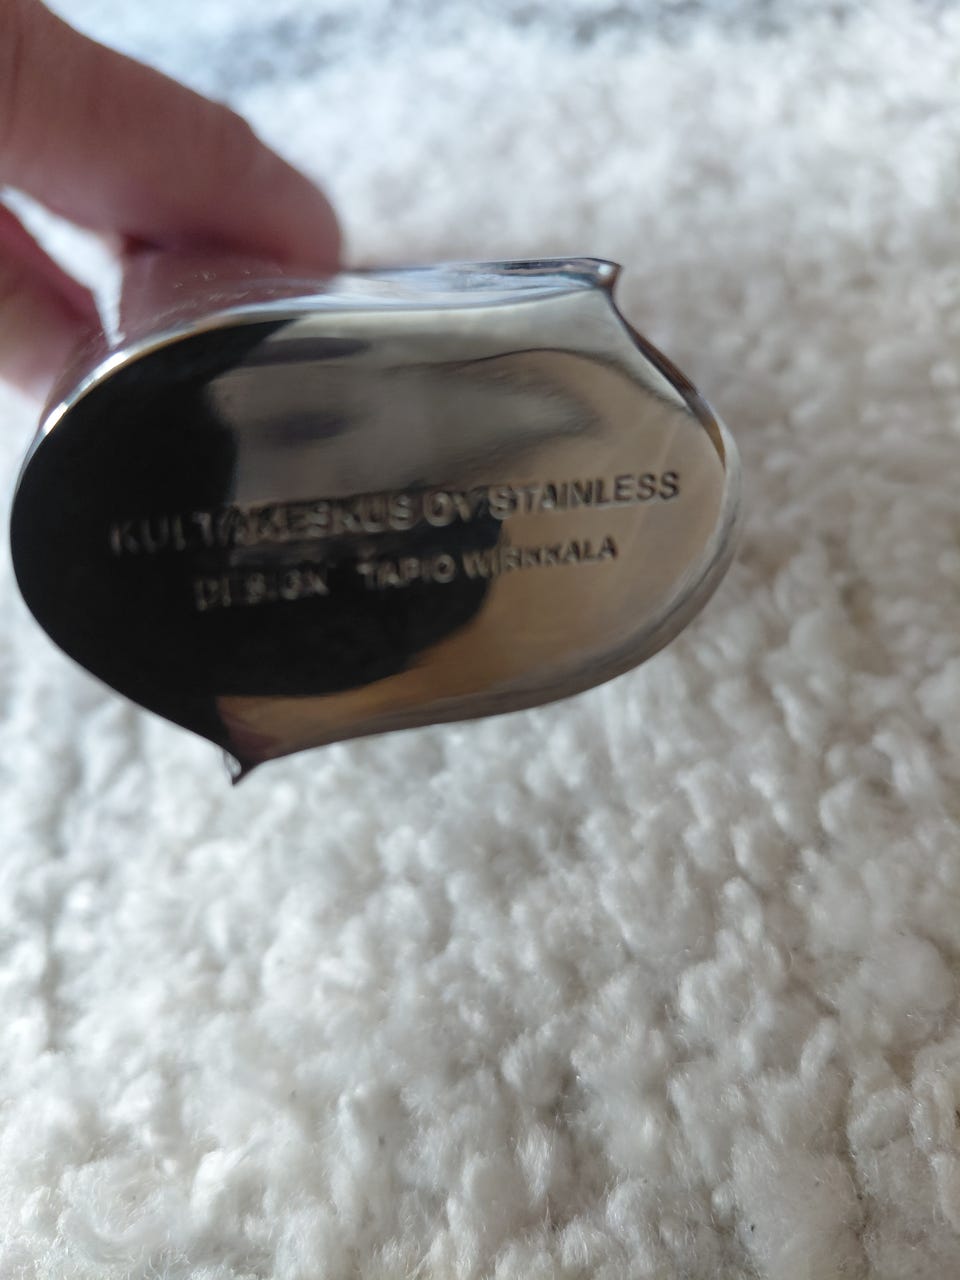 KULTAKESKUS OY STAINLESS
DESIGN TAPIO WIRKKALA